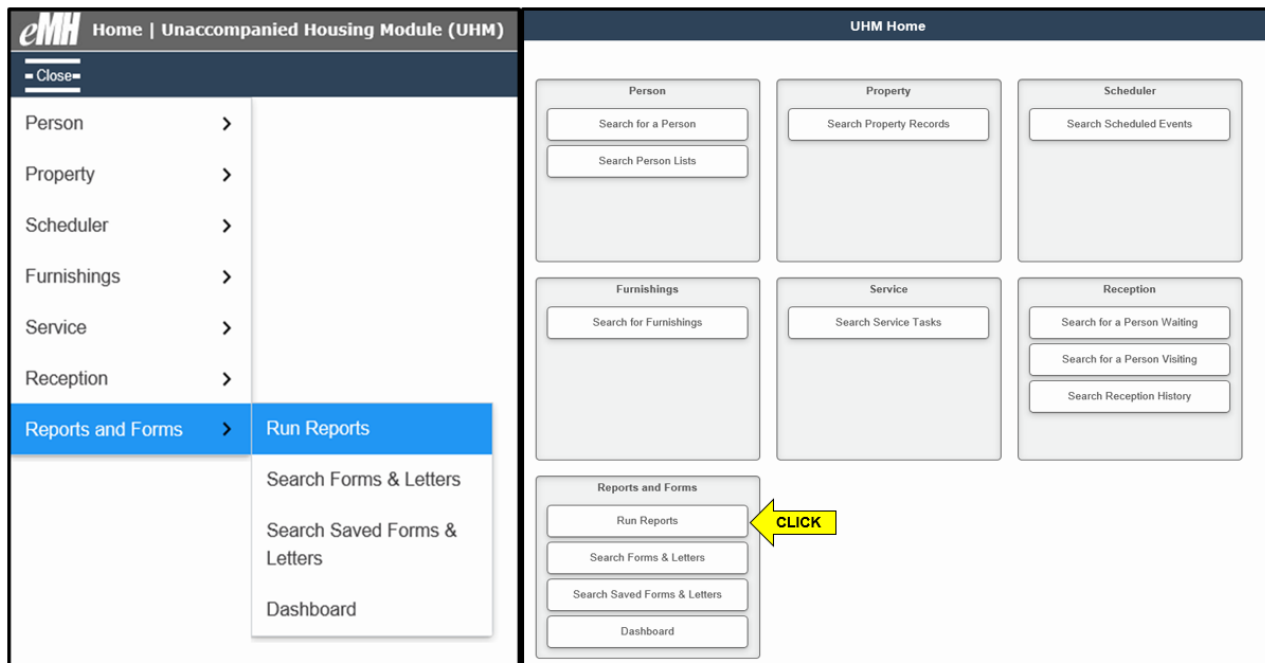 eMH Home | Unaccompanied Housing Module (UHM)
Close
Person
Property
Scheduler
Furnishings
Service
Reception
Reports and Forms
Run Reports
Search Forms & Letters
Search Saved Forms &
Letters
Dashboard
UHM Home
Person
Search for a Person
Search Person Lists
Property
Search Property Records
Scheduler
Search Scheduled Events
Furnishings
Search for Furnishings
Service
Search Service Tasks
Reception
Search for a Person Waiting
Search for a Person Visiting
Search Reception History
Reports and Forms
Run Reports
CLICK
Search Forms & Letters
Search Saved Forms & Letters
Dashboard